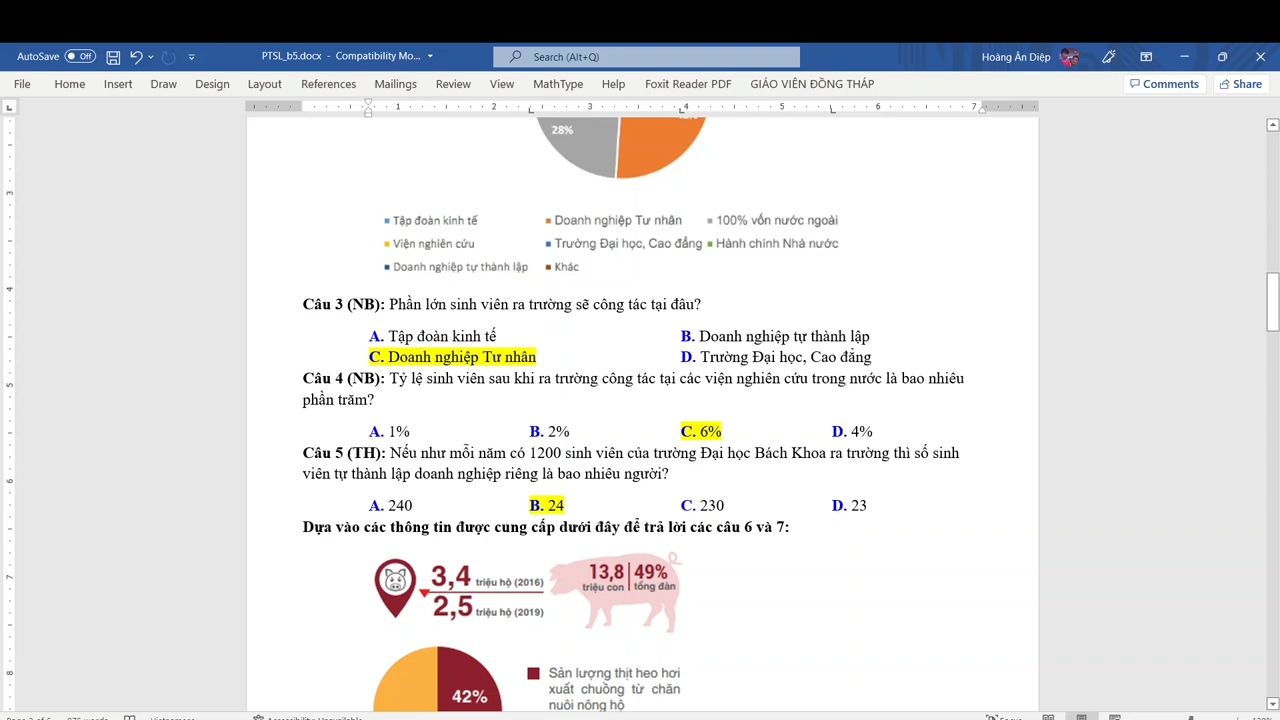 AutoSave Off PTSL_b5.docx - Compatibility Mo... Search (Alt+Q) Hoàng Ân Diệp
File Home Insert Draw Design Layout References Mailings Review View MathType Help Foxit Reader PDF GIÁO VIÊN ĐỒNG THÁP Comments Share
1 2 3 4 5 6 7
28%
Tập đoàn kinh tế Doanh nghiệp Tư nhân 100% vốn nước ngoài
Viện nghiên cứu Trường Đại học, Cao đẳng Hành chính Nhà nước
Doanh nghiệp tự thành lập Khác
Câu 3 (NB): Phần lớn sinh viên ra trường sẽ công tác tại đâu?
A. Tập đoàn kinh tế B. Doanh nghiệp tự thành lập
C. Doanh nghiệp Tư nhân D. Trường Đại học, Cao đẳng
Câu 4 (NB): Tỷ lệ sinh viên sau khi ra trường công tác tại các viện nghiên cứu trong nước là bao nhiêu
phần trăm?
A. 1% B. 2% C. 6% D. 4%
Câu 5 (TH): Nếu như mỗi năm có 1200 sinh viên của trường Đại học Bách Khoa ra trường thì số sinh
viên tự thành lập doanh nghiệp riêng là bao nhiêu người?
A. 240 B. 24 C. 230 D. 23
Dựa vào các thông tin được cung cấp dưới đây để trả lời các câu 6 và 7:
3,4 triệu hộ (2016) 13,8 49%
triệu con tổng đàn
2,5 triệu hộ (2019)
Sản lượng thịt heo hơi
42% xuất chuồng từ chăn
nuôi nông hộ